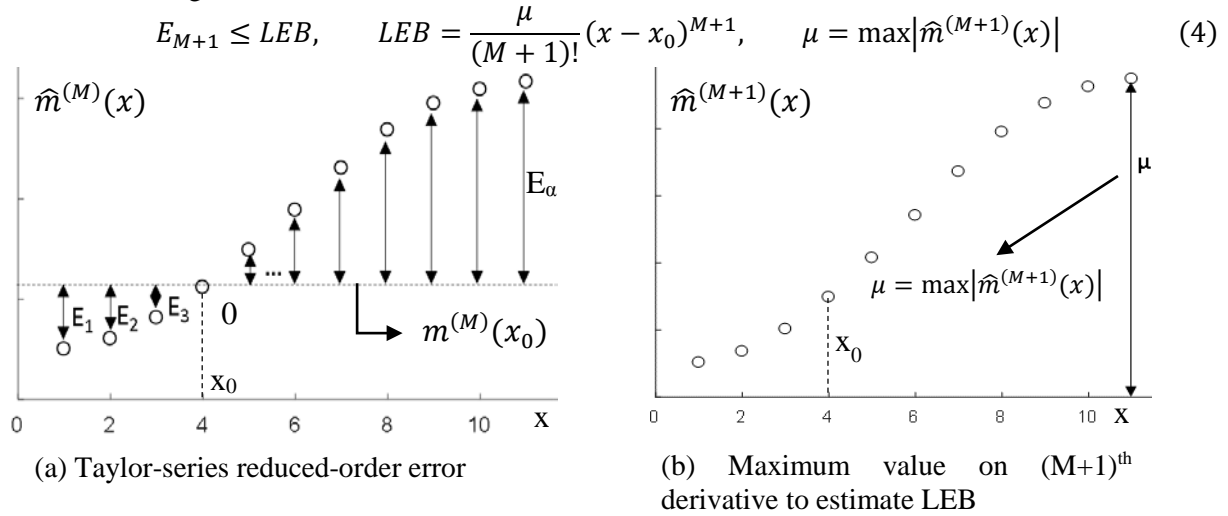 E_{M+1} ≤ LEB, LEB = \frac{μ}{(M + 1)!}(x − x_0)^{M+1}, μ = max|m̂^{(M+1)}(x)| (4)
m̂^{(M)}(x)
E_α
...
E_1 E_2 E_3 0
m^{(M)}(x_0)
x_0
0 2 4 6 8 10 x
(a) Taylor-series reduced-order error
m̂^{(M+1)}(x)
μ
μ = max|m̂^{(M+1)}(x)|
x_0
0 2 4 6 8 10 x
(b) Maximum value on (M+1)^{th}
derivative to estimate LEB